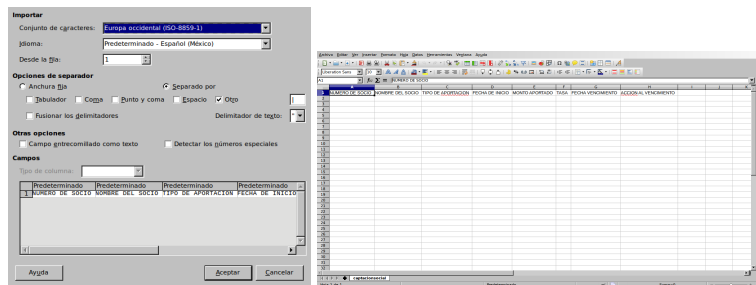 Importar
Conjunto de caracteres: Europa occidental (ISO-8859-1)
Idioma: Predeterminado - Español (México)
Desde la fila: 1
Opciones de separador
Anchura fija Separado por
Tabulador Coma Punto y coma Espacio Otro |
Fusionar los delimitadores Delimitador de texto: "
Otras opciones
Campo entrecomillado como texto Detectar los números especiales
Campos
Tipo de columna:
Predeterminado Predeterminado Predeterminado Predeterminado
1 NUMERO DE SOCIO NOMBRE DEL SOCIO TIPO DE APORTACION FECHA DE INICIO
Ayuda Aceptar Cancelar
Archivo Editar Ver Insertar Formato Hoja Datos Herramientas Ventana Ayuda
Liberation Sans 10
A1 NUMERO DE SOCIO
NUMERO DE SOCIO NOMBRE DEL SOCIO TIPO DE APORTACION FECHA DE INICIO MONTO APORTADO TASA FECHA VENCIMIENTO ACCION AL VENCIMIENTO
captacionsocial